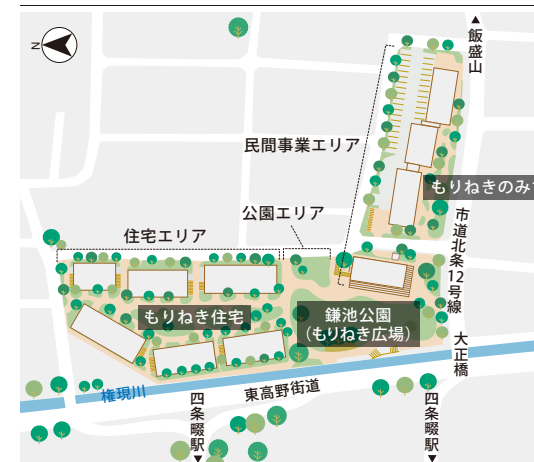 N
▲飯盛山
民間事業エリア
もりねきのみ
公園エリア
住宅エリア
市道北条12号線
もりねき住宅
鎌池公園
(もりねき広場)
大正橋
権現川
東高野街道
四条畷駅▼
四条畷駅▼